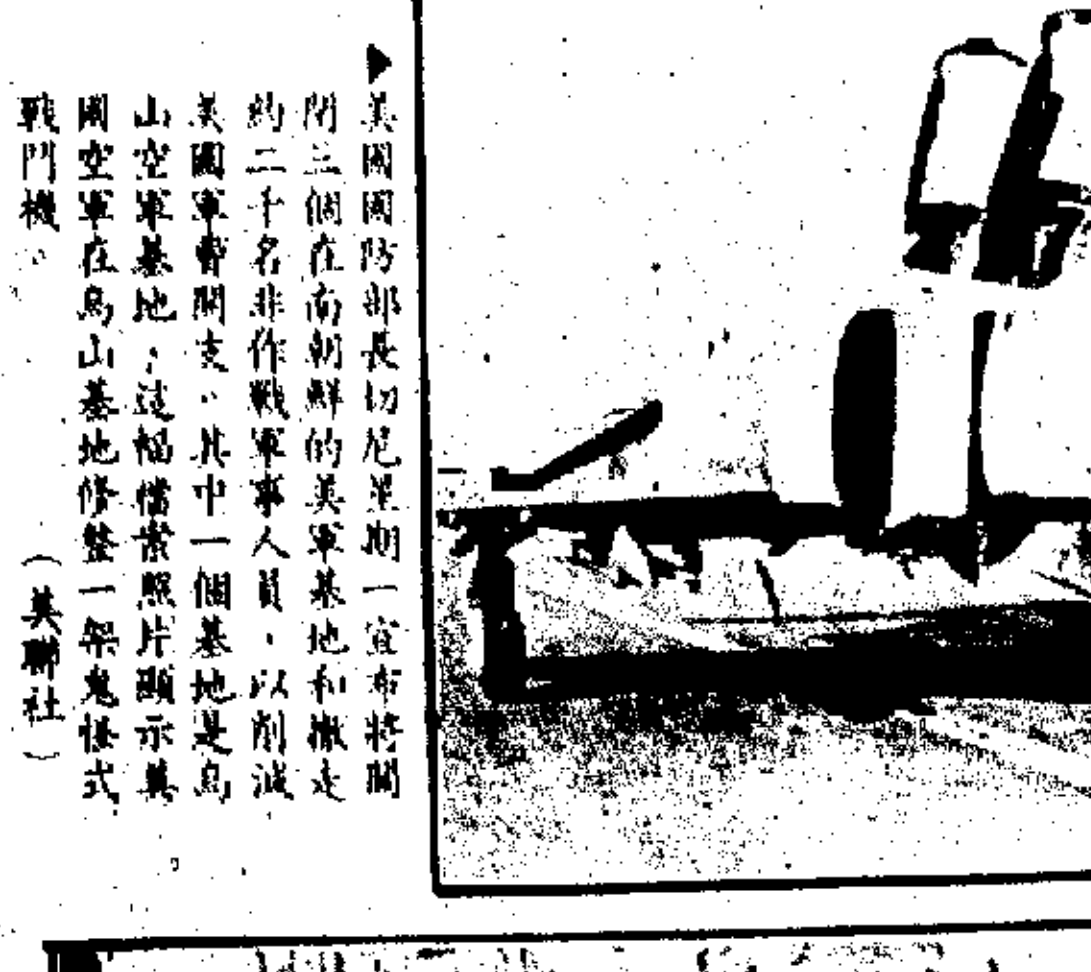 ▶美國國防部長切尼星期一宣布將關
閉三個在南朝鮮的美軍基地和撤走
約二千名非作戰軍事人員，以削減
美國軍費開支。其中一個基地是烏
山空軍基地，這幅檔案照片顯示美
國空軍在烏山基地修整一架鬼怪式
戰鬥機。
（美聯社）